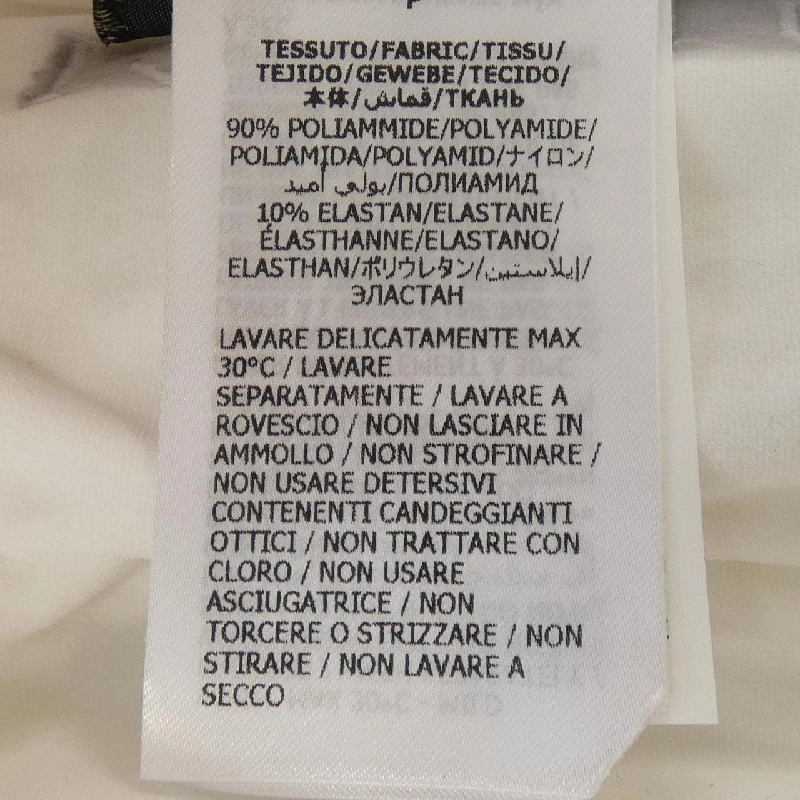 TESSUTO/FABRIC/TISSU/
TEJIDO/GEWEBE/TECIDO/
本体/قماش/ТКАНЬ
90% POLIAMMIDE/POLYAMIDE/
POLIAMIDA/POLYAMID/ナイロン/
بولي أميد/ПОЛИАМИД
10% ELASTAN/ELASTANE/
ÉLASTHANNE/ELASTANO/
ELASTHAN/ポリウレタン/إيلاستين/
ЭЛАСТАН
LAVARE DELICATAMENTE MAX
30°C / LAVARE
SEPARATAMENTE / LAVARE A
ROVESCIO / NON LASCIARE IN
AMMOLLO / NON STROFINARE /
NON USARE DETERSIVI
CONTENENTI CANDEGGIANTI
OTTICI / NON TRATTARE CON
CLORO / NON USARE
ASCIUGATRICE / NON
TORCERE O STRIZZARE / NON
STIRARE / NON LAVARE A
SECCO